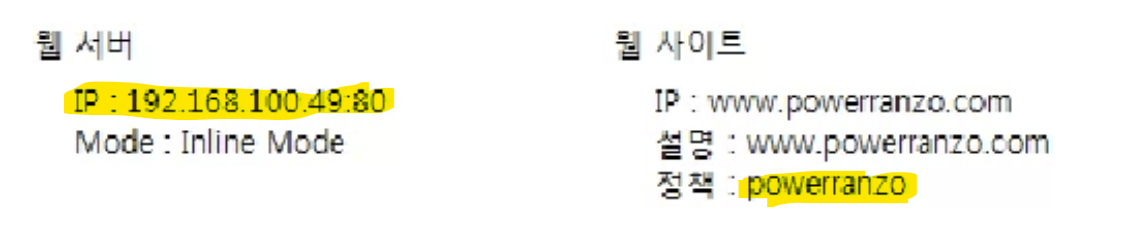 웹 서버
IP : 192.168.100.49:80
Mode : Inline Mode
웹 사이트
IP : www.powerranzo.com
설명 : www.powerranzo.com
정책 : powerranzo